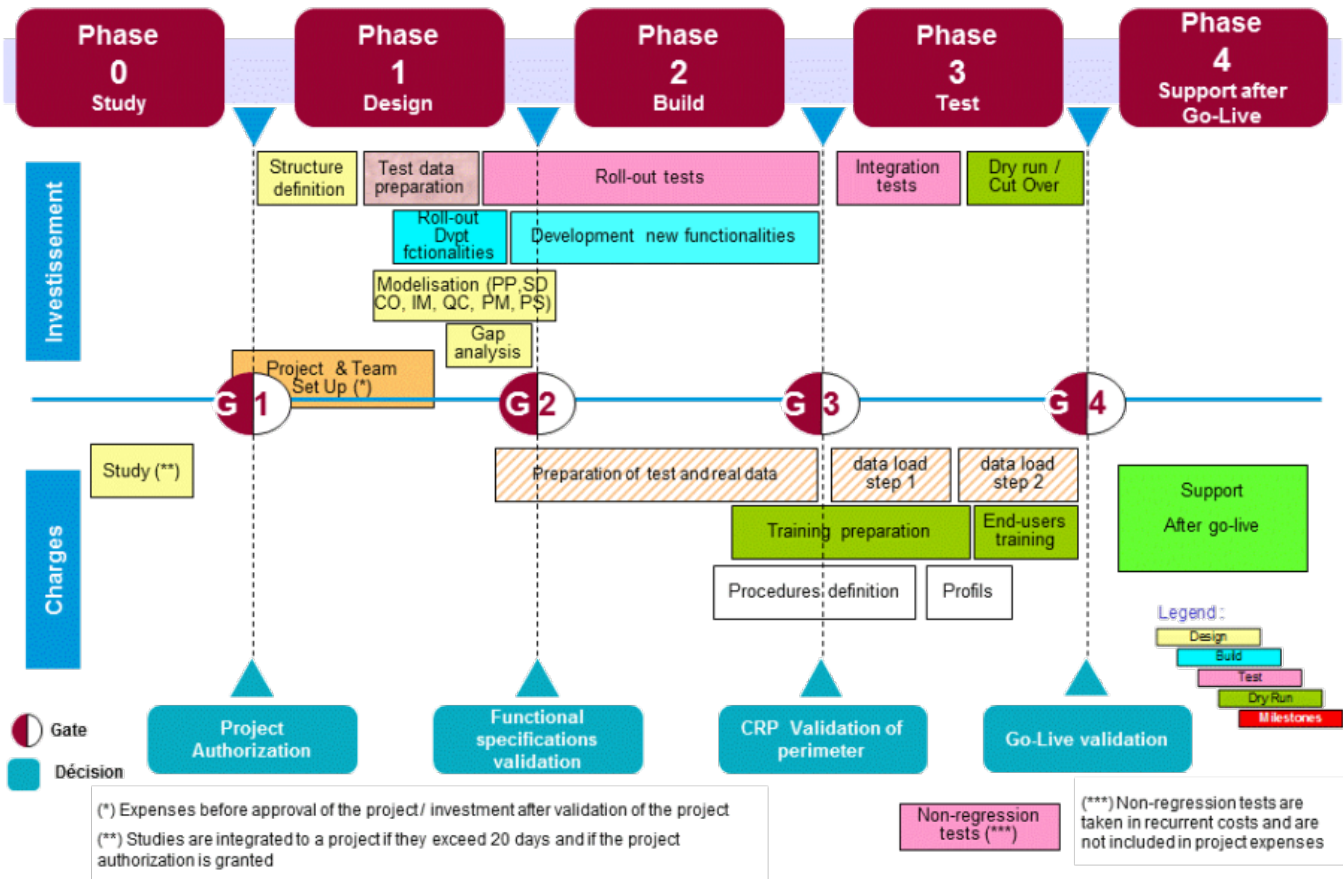 Phase
0
Study
Phase
1
Design
Phase
2
Build
Phase
3
Test
Phase
4
Support after
Go-Live
Investissement
Structure
definition
Test data
preparation
Roll-out tests
Integration
tests
Dry run /
Cut Over
Roll-out
Dvpt
fctionalities
Development new functionalities
Modelisation (PP,SD
CO, IM, QC, PM, PS)
Gap
analysis
Project & Team
Set Up (*)
G 1
G 2
G 3
G 4
Charges
Study (**)
Preparation of test and real data
data load
step 1
data load
step 2
Support
After go-live
Training preparation
End-users
training
Procedures definition
Profils
Legend :
Design
Build
Test
Dry Run
Milestones
Gate
Décision
Project
Authorization
Functional
specifications
validation
CRP Validation of
perimeter
Go-Live validation
(*) Expenses before approval of the project / investment after validation of the project
(**) Studies are integrated to a project if they exceed 20 days and if the project
authorization is granted
Non-regression
tests (***)
(***) Non-regression tests are
taken in recurrent costs and are
not included in project expenses